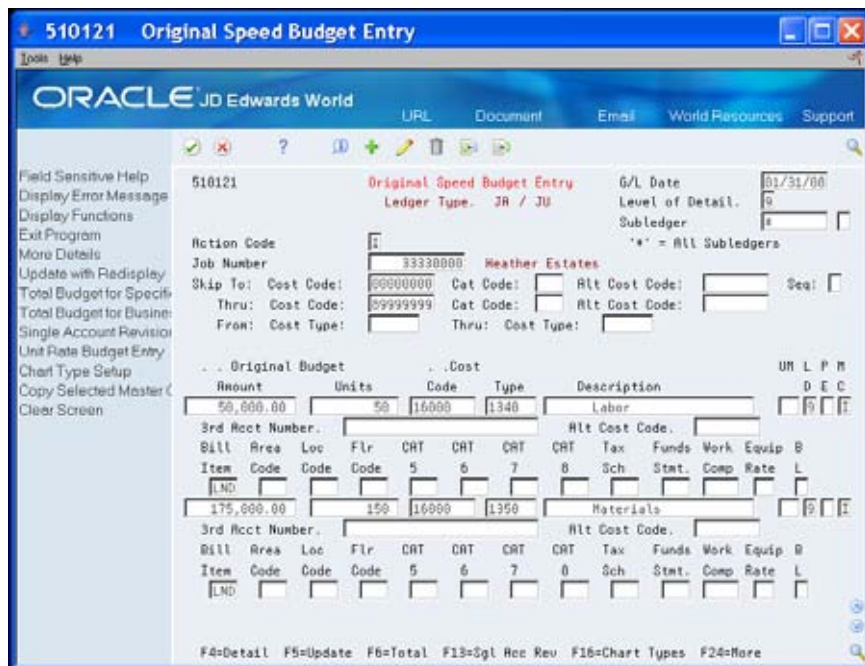 510121 Original Speed Budget Entry
Tools Help
ORACLE JD Edwards World
URL Document Email World Resources Support
Field Sensitive Help
Display Error Message
Display Functions
Exit Program
More Details
Update with Redisplay
Total Budget for Specifi
Total Budget for Busine
Single Account Revision
Unit Rate Budget Entry
Chart Type Setup
Copy Selected Master
Clear Screen
510121 Original Speed Budget Entry G/L Date 01/31/08
Ledger Type. JA / JU Level of Detail. 9
Subledger *
Action Code I '*' = All Subledgers
Job Number 33330000 Heather Estates
Skip To: Cost Code: 00000000 Cat Code: Alt Cost Code: Seq:
Thru: Cost Code: 09999999 Cat Code: Alt Cost Code:
From: Cost Type: Thru: Cost Type:
. . Original Budget . .Cost UM L P M
Amount Units Code Type Description D E C
50,000.00 50 16000 1340 Labor 9 I
3rd Acct Number. Alt Cost Code.
Bill Area Loc Flr CAT CAT CAT CAT Tax Funds Work Equip B
Item Code Code Code 5 6 7 8 Sch Stmt. Comp Rate L
LND
175,000.00 150 16000 1350 Materials 9 I
3rd Acct Number. Alt Cost Code.
Bill Area Loc Flr CAT CAT CAT CAT Tax Funds Work Equip B
Item Code Code Code 5 6 7 8 Sch Stmt. Comp Rate L
LND
F4=Detail F5=Update F6=Total F13=Sgl Acc Rev F16=Chart Types F24=More